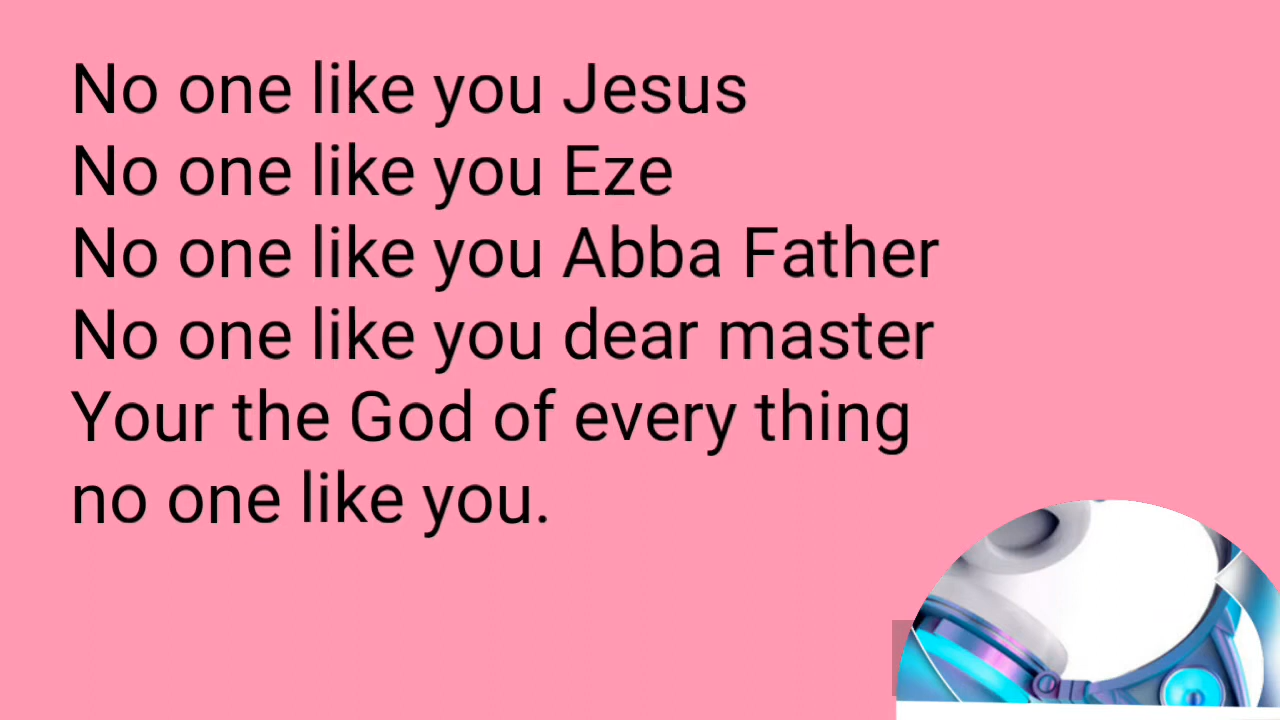 No one like you Jesus
No one like you Eze
No one like you Abba Father
No one like you dear master
Your the God of every thing
no one like you.